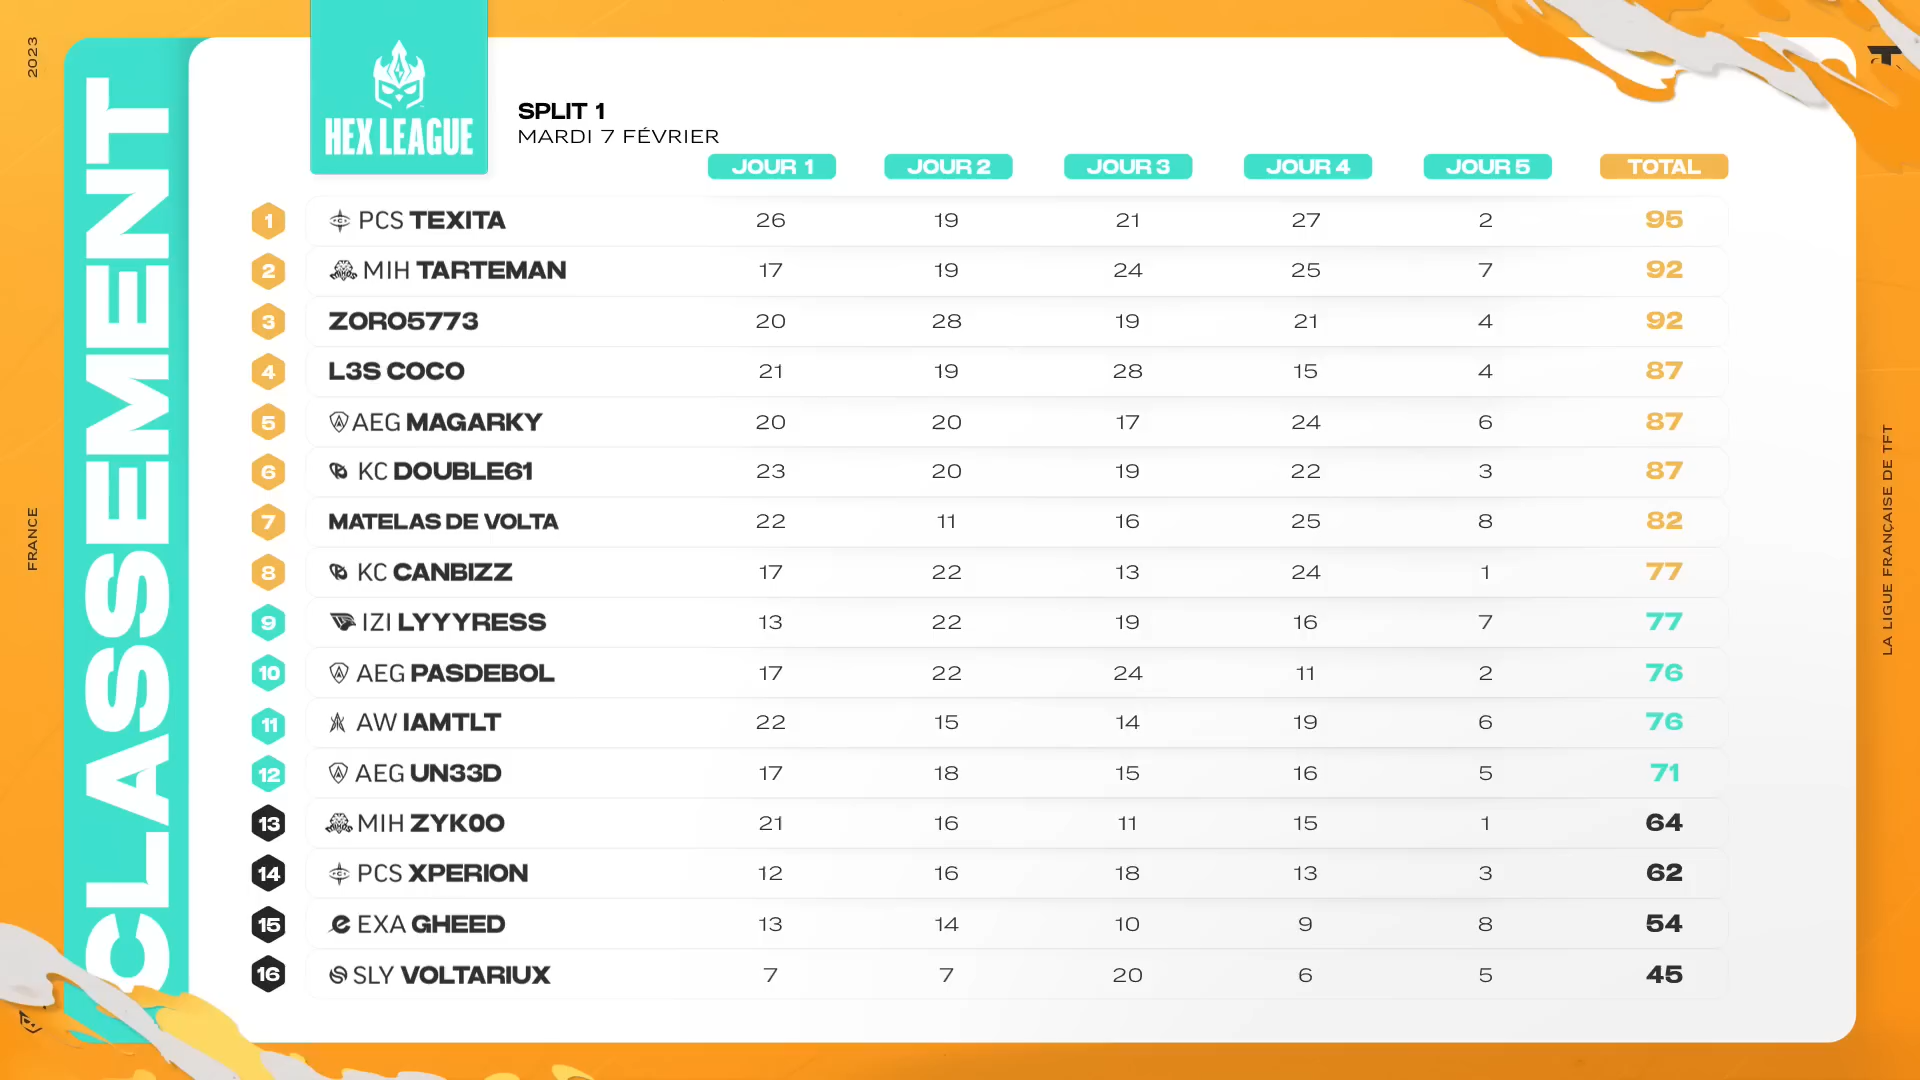 2023
FRANCE
CLASSEMENT
HEX LEAGUE
SPLIT 1
MARDI 7 FÉVRIER
JOUR 1 JOUR 2 JOUR 3 JOUR 4 JOUR 5 TOTAL
1 PCS TEXITA 26 19 21 27 2 95
2 MIH TARTEMAN 17 19 24 25 7 92
3 ZORO5773 20 28 19 21 4 92
4 L3S COCO 21 19 28 15 4 87
5 AEG MAGARKY 20 20 17 24 6 87
6 KC DOUBLE61 23 20 19 22 3 87
7 MATELAS DE VOLTA 22 11 16 25 8 82
8 KC CANBIZZ 17 22 13 24 1 77
9 IZI LYYYRESS 13 22 19 16 7 77
10 AEG PASDEBOL 17 22 24 11 2 76
11 AW IAMTLT 22 15 14 19 6 76
12 AEG UN33D 17 18 15 16 5 71
13 MIH ZYK0O 21 16 11 15 1 64
14 PCS XPERION 12 16 18 13 3 62
15 EXA GHEED 13 14 10 9 8 54
16 SLY VOLTARIUX 7 7 20 6 5 45
LA LIGUE FRANÇAISE DE TFT